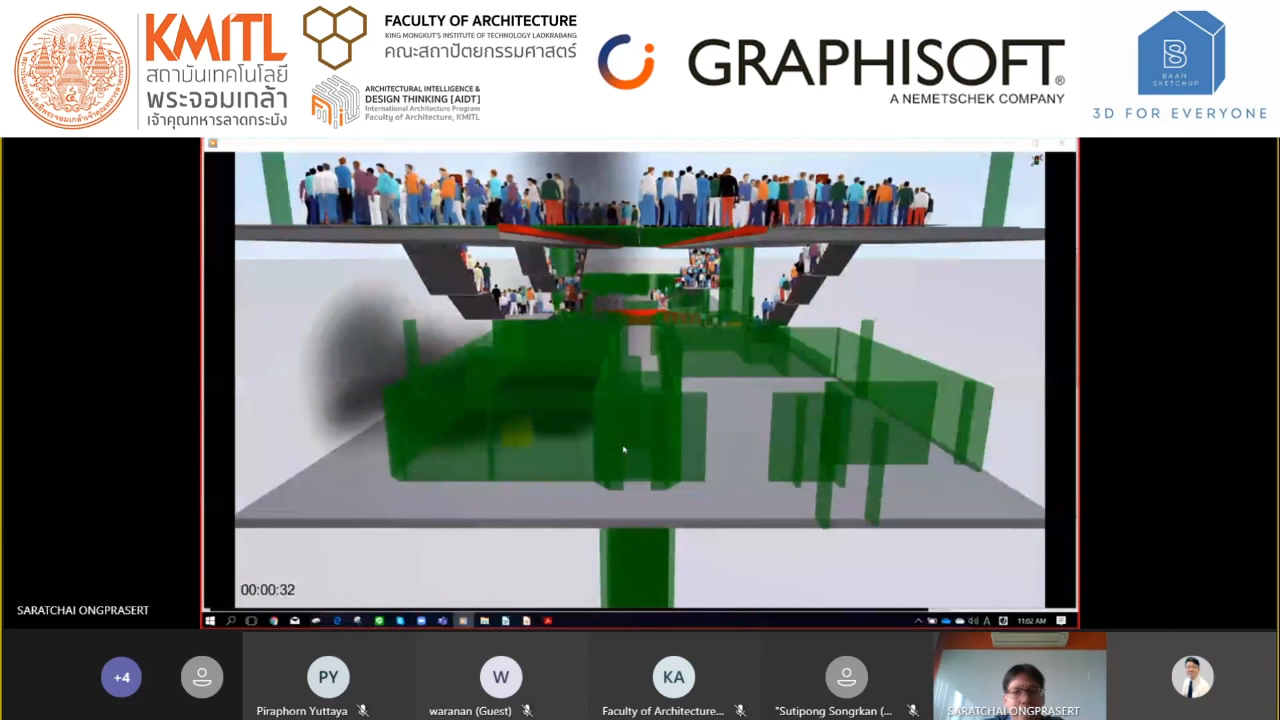 KMITL
สถาบันเทคโนโลยี
พระจอมเกล้า
เจ้าคุณทหารลาดกระบัง
FACULTY OF ARCHITECTURE
KING MONGKUT'S INSTITUTE OF TECHNOLOGY LADKRABANG
คณะสถาปัตยกรรมศาสตร์
ARCHITECTURAL INTELLIGENCE &
DESIGN THINKING [AIDT]
International Architecture Program
Faculty of Architecture, KMITL
GRAPHISOFT®
A NEMETSCHEK COMPANY
B
S
BAAN
SKETCHUP
3D FOR EVERYONE
00:00:32
11:02 AM
SARATCHAI ONGPRASERT
+4
PY
W
KA
Piraphorn Yuttaya
waranan (Guest)
Faculty of Architecture...
"Sutipong Songrkan (...
SARATCHAI ONGPRASERT